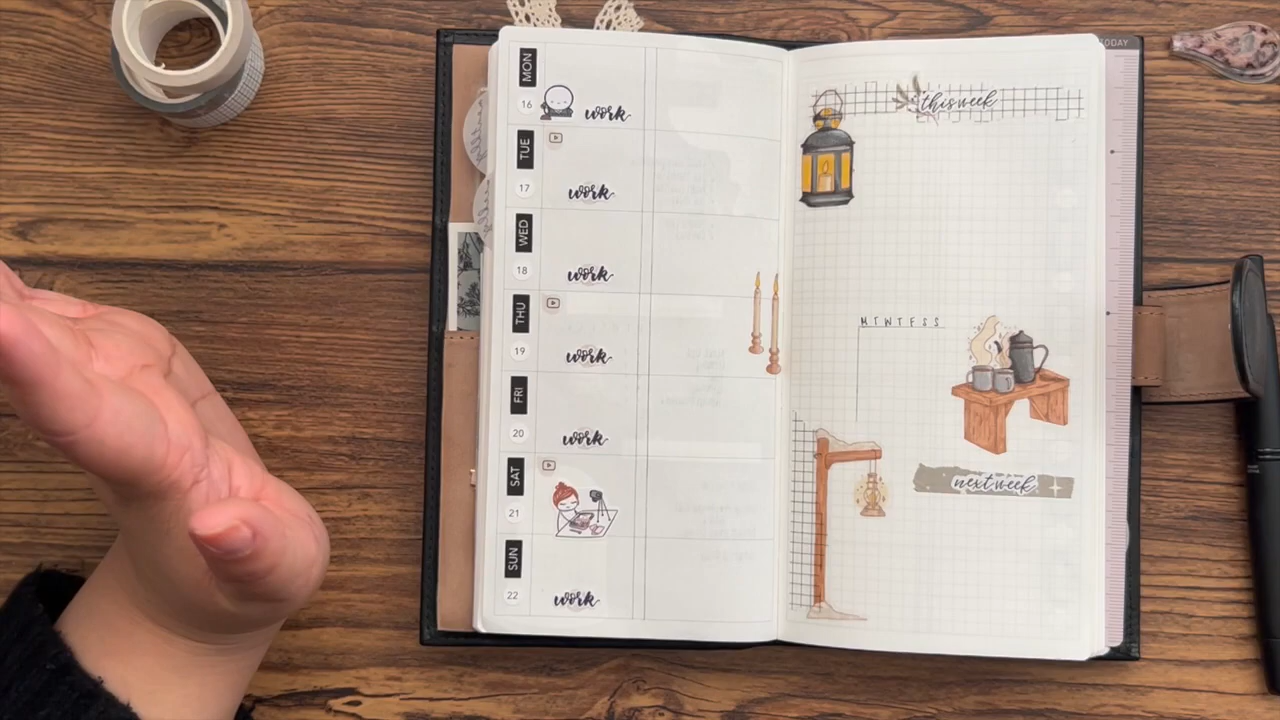 MON
16
work
TUE
17
work
WED
18
work
THU
19
work
FRI
20
work
SAT
21
SUN
22
work
TODAY
this week
M T W T F S S
next week